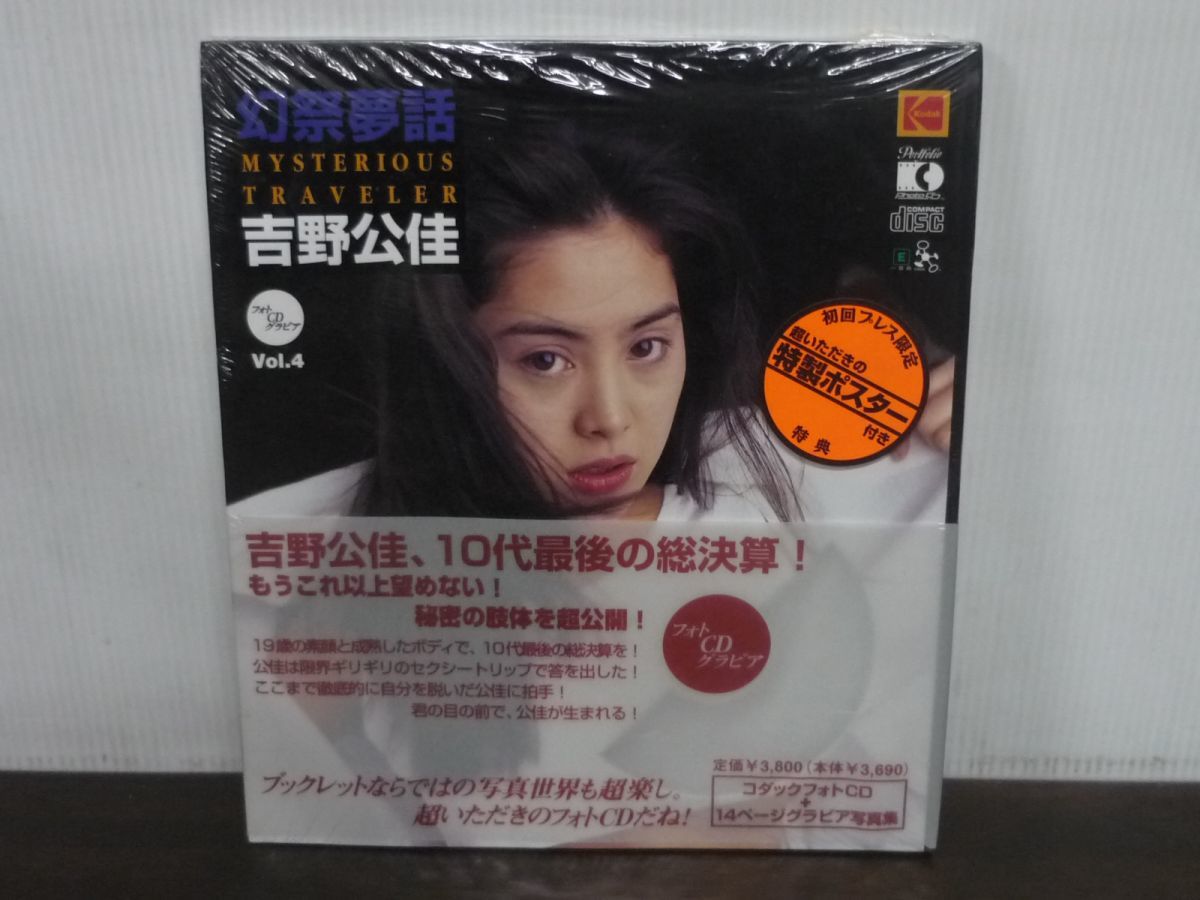 幻祭夢話
MYSTERIOUS
TRAVELER
吉野公佳
フォト
CD
グラビア
Vol.4
Kodak
Portfolio
PhotoCD
COMPACT
disc
E
初回プレス限定
超いただきの
特製ポスター
付き
特典
吉野公佳、10代最後の総決算！
もうこれ以上望めない！
秘密の肢体を超公開！
19歳の素顔と成熟したボディで、10代最後の総決算を！
公佳は限界ギリギリのセクシートリップで答を出した！
ここまで徹底的に自分を脱いだ公佳に拍手！
君の目の前で、公佳が生まれる！
フォト
CD
グラビア
ブックレットならではの写真世界も超楽し。
超いただきのフォトCDだね！
定価￥3,800（本体￥3,690）
コダックフォトCD
+
14ページグラビア写真集